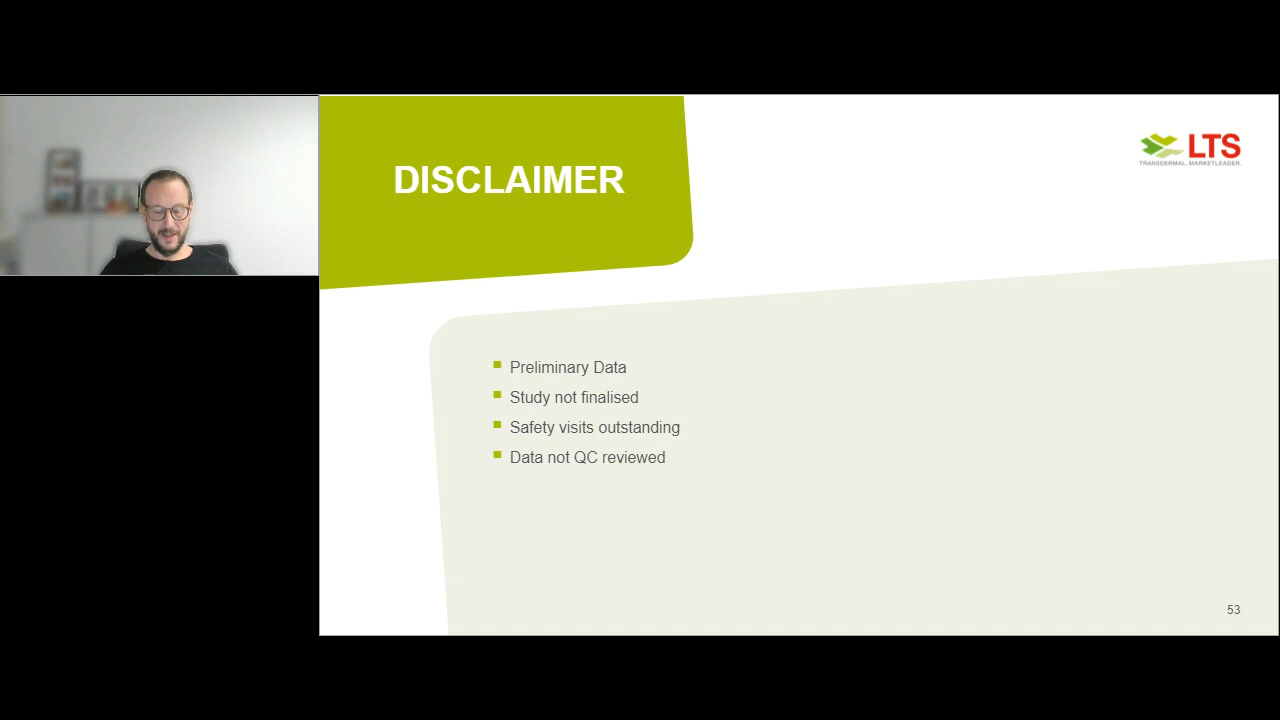 DISCLAIMER
LTS
TRANSDERMAL. MARKETLEADER.
Preliminary Data
Study not finalised
Safety visits outstanding
Data not QC reviewed
53